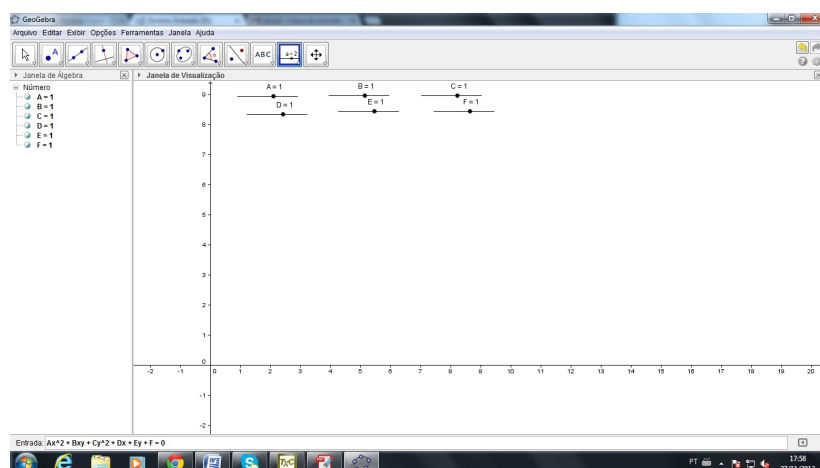 GeoGebra
Arquivo Editar Exibir Opções Ferramentas Janela Ajuda
A
ABC
a=2
Janela de Álgebra
Janela de Visualização
Número
A = 1
B = 1
C = 1
D = 1
E = 1
F = 1
A = 1
B = 1
C = 1
D = 1
E = 1
F = 1
9
8
7
6
5
4
3
2
1
0
-2 -1 0 1 2 3 4 5 6 7 8 9 10 11 12 13 14 15 16 17 18 19 20
-1
-2
Entrada: Ax^2 + Bxy + Cy^2 + Dx + Ey + F = 0
PT
17:58